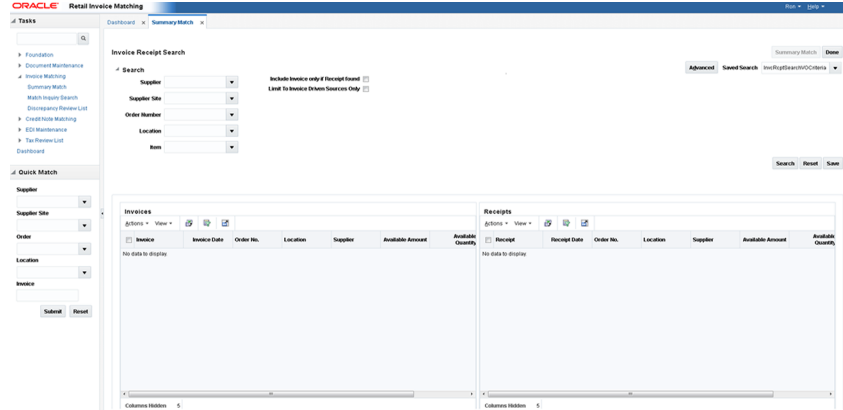 ORACLE® Retail Invoice Matching
Ron Help
Tasks
Foundation
Document Maintenance
Invoice Matching
Summary Match
Match Inquiry Search
Discrepancy Review List
Credit Note Matching
EDI Maintenance
Tax Review List
Dashboard
Quick Match
Supplier
Supplier Site
Order
Location
Invoice
Submit Reset
Dashboard × Summary Match ×
Invoice Receipt Search
Summary Match Done
Search
Advanced Saved Search InvcRcptSearchVOCriteria
Supplier
Include Invoice only if Receipt found
Supplier Site
Limit To Invoice Driven Sources Only
Order Number
Location
Item
Search Reset Save
Invoices
Actions View
Invoice Invoice Date Order No. Location Supplier Available Amount Available Quantity
No data to display.
Columns Hidden 5
Receipts
Actions View
Receipt Receipt Date Order No. Location Supplier Available Amount Available Quantity
No data to display.
Columns Hidden 5